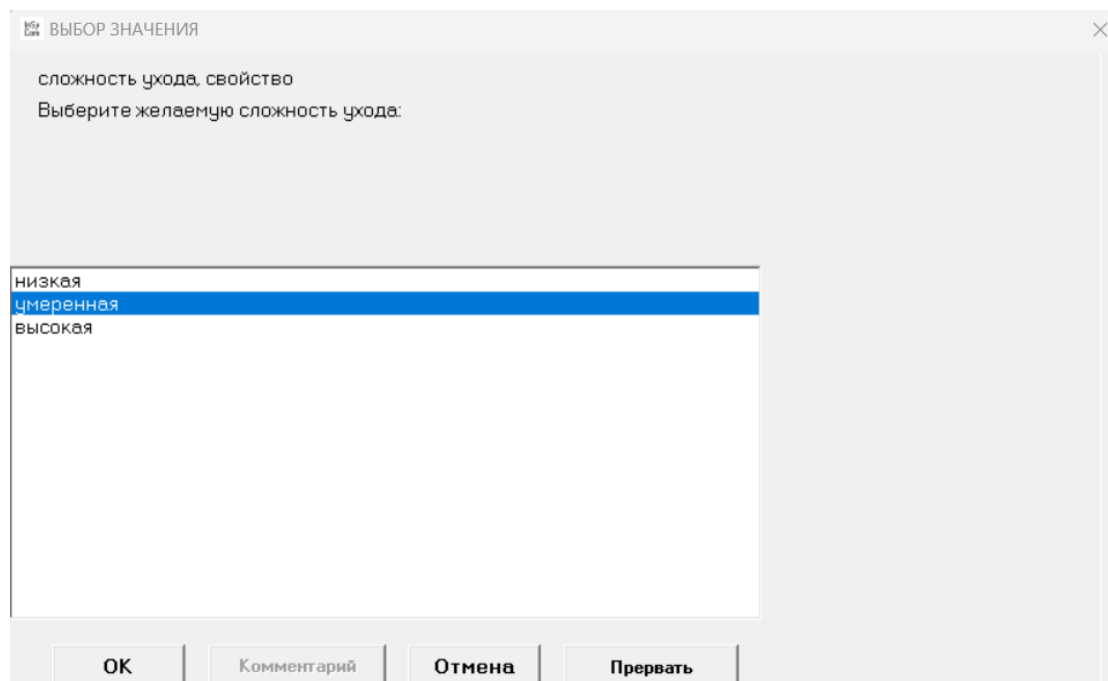 ВЫБОР ЗНАЧЕНИЯ
сложность ухода, свойство
Выберите желаемую сложность ухода:
низкая
умеренная
высокая
OK Комментарий Отмена Прервать